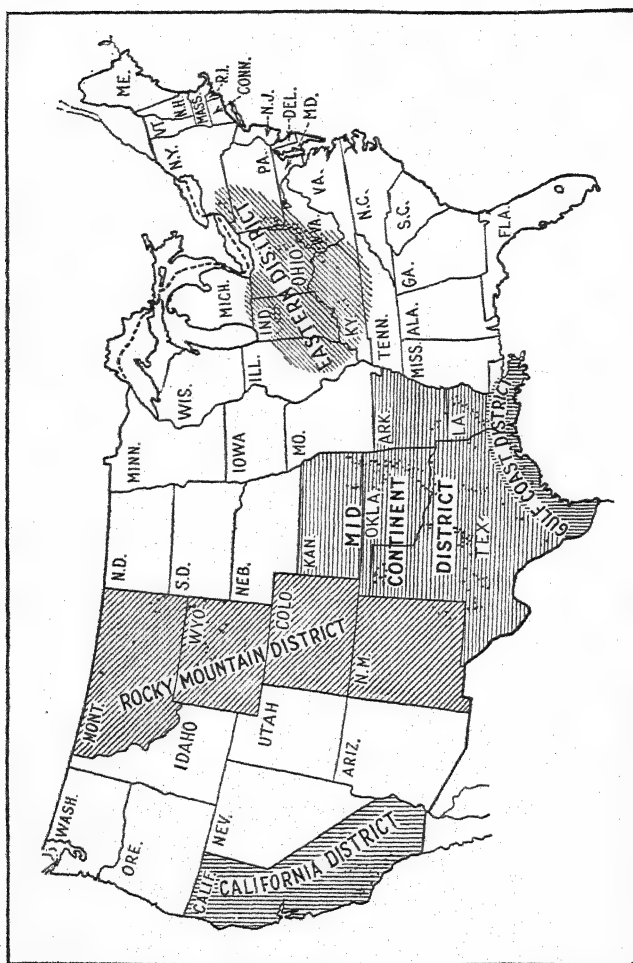 WASH.
ORE.
CALIF.
CALIFORNIA DISTRICT
NEV.
IDAHO
MONT.
ROCKY MOUNTAIN DISTRICT
WYO.
UTAH
COLO.
ARIZ.
N.M.
N.D.
S.D.
NEB.
KAN.
MID
CONTINENT
DISTRICT
OKLA.
TEX.
GULF COAST DISTRICT
MINN.
IOWA
MO.
ARK.
LA.
WIS.
ILL.
MICH.
IND.
OHIO
EASTERN DISTRICT
KY.
W.VA.
TENN.
MISS.
ALA.
GA.
FLA.
S.C.
N.C.
VA.
PA.
N.Y.
VT.
N.H.
MASS.
ME.
R.I.
CONN.
N.J.
DEL.
MD.